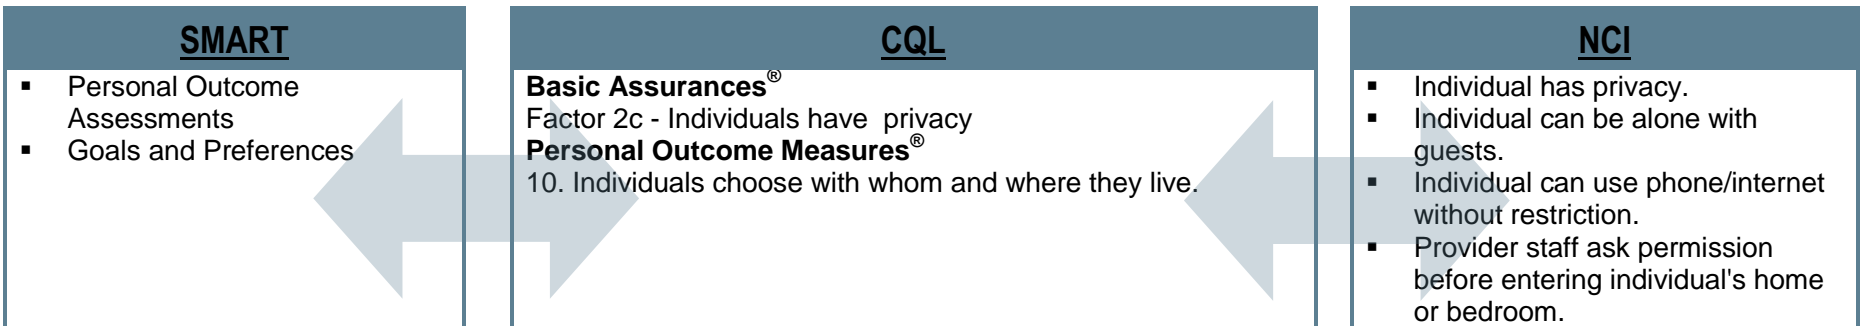 SMART
▪ Personal Outcome
Assessments
▪ Goals and Preferences
CQL
Basic Assurances®
Factor 2c - Individuals have privacy
Personal Outcome Measures®
10. Individuals choose with whom and where they live.
NCI
▪ Individual has privacy.
▪ Individual can be alone with
guests.
▪ Individual can use phone/internet
without restriction.
▪ Provider staff ask permission
before entering individual's home
or bedroom.